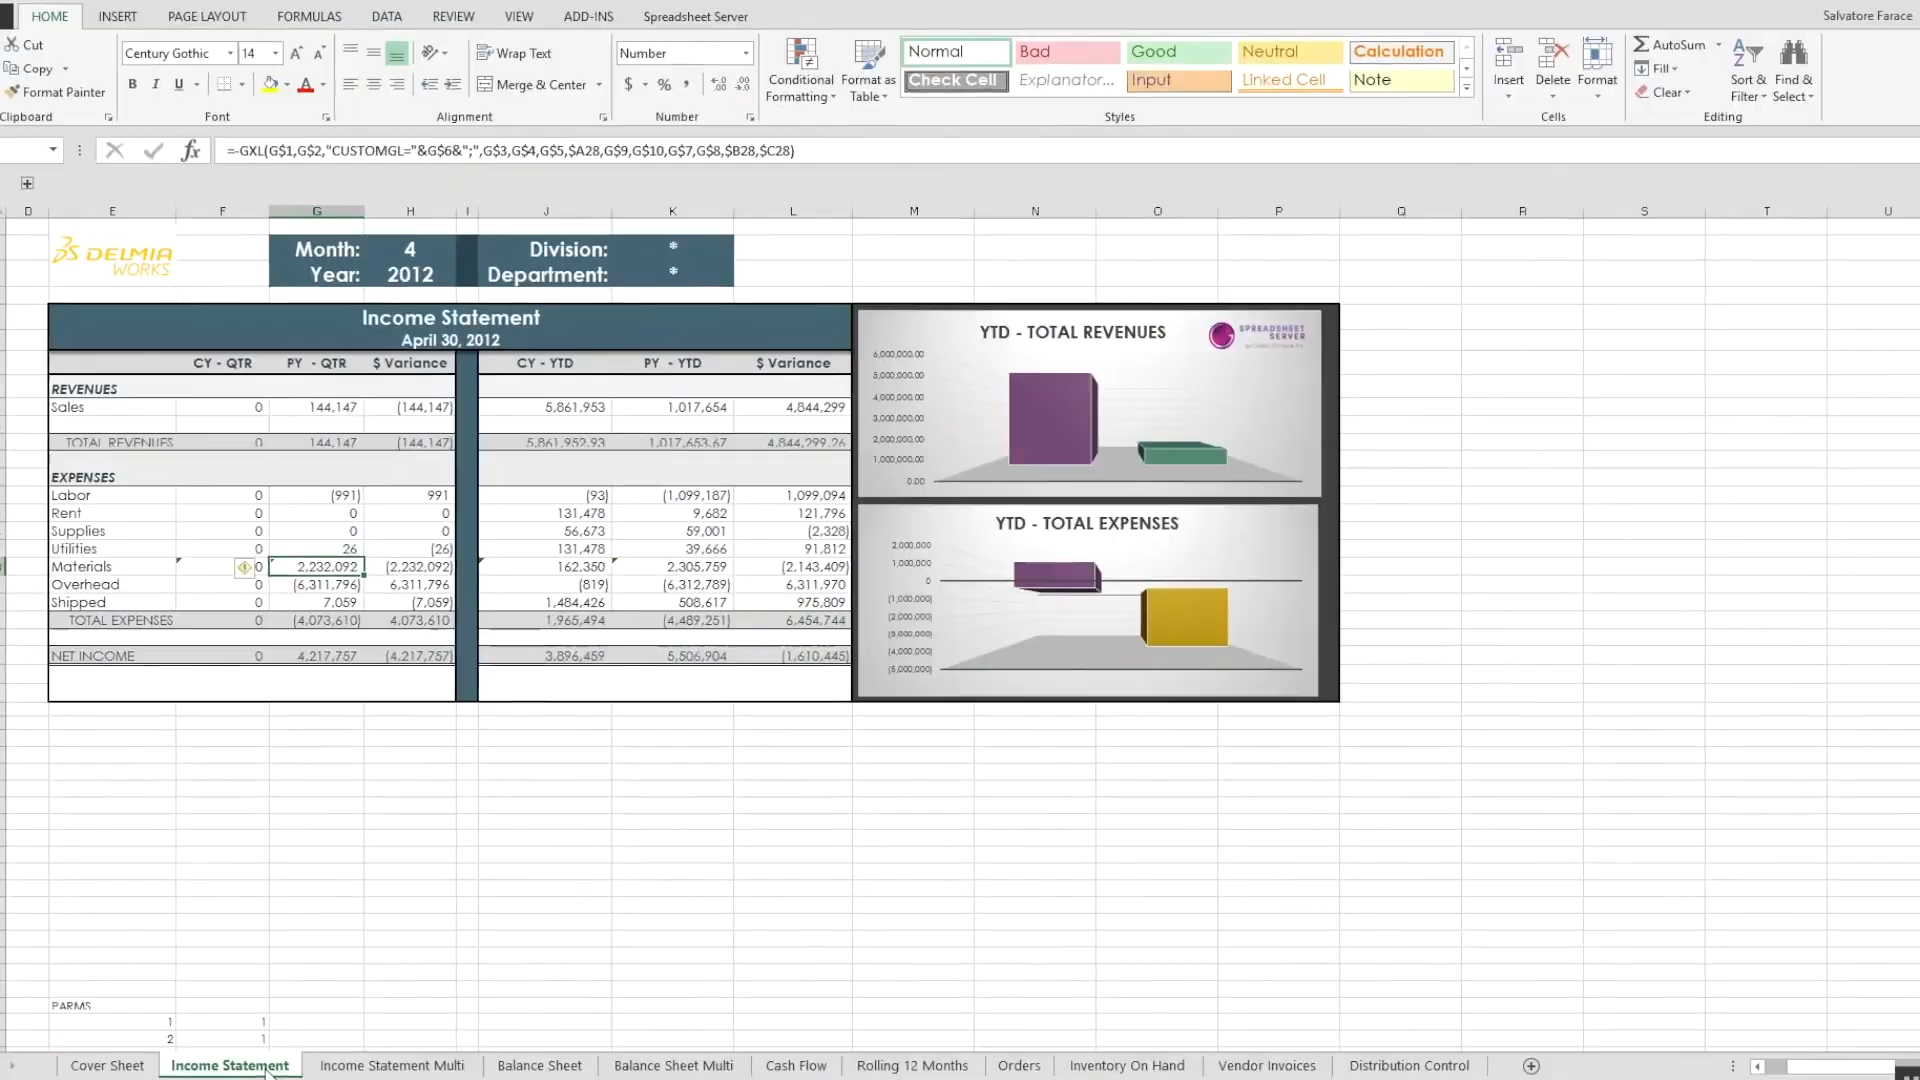 HOME INSERT PAGE LAYOUT FORMULAS DATA REVIEW VIEW ADD-INS Spreadsheet Server Salvatore Farace
Cut
Copy
Format Painter
Clipboard
Century Gothic 14
B I U
Font
Wrap Text
Merge & Center
Alignment
Number
$ %
Number
Conditional Formatting
Format as Table
Normal Bad Good Neutral Calculation
Check Cell Explanator... Input Linked Cell Note
Styles
Insert Delete Format
Cells
AutoSum
Fill
Clear
Sort & Filter
Find & Select
Editing
fx =-GXL(G$1,G$2,"CUSTOMGL="&G$6&";",G$3,G$4,G$5,$A28,G$9,G$10,G$7,G$8,$B28,$C28)
D E F G H I J K L M N O P Q R S T U
DELMIA WORKS
Month: 4 Division: *
Year: 2012 Department: *
Income Statement
April 30, 2012
CY - QTR PY - QTR $ Variance CY - YTD PY - YTD $ Variance
REVENUES
Sales 0 144,147 (144,147) 5,861,953 1,017,654 4,844,299
TOTAL REVENUES 0 144,147 (144,147) 5,861,952.93 1,017,653.67 4,844,299.26
EXPENSES
Labor 0 (991) 991 (93) (1,099,187) 1,099,094
Rent 0 0 0 131,478 9,682 121,796
Supplies 0 0 0 56,673 59,001 (2,328)
Utilities 0 26 (26) 131,478 39,666 91,812
Materials 0 2,232,092 (2,232,092) 162,350 2,305,759 (2,143,409)
Overhead 0 (6,311,796) 6,311,796 (819) (6,312,789) 6,311,970
Shipped 0 7,059 (7,059) 1,484,426 508,617 975,809
TOTAL EXPENSES 0 (4,073,610) 4,073,610 1,965,494 (4,489,251) 6,454,744
NET INCOME 0 4,217,757 (4,217,757) 3,896,459 5,506,904 (1,610,445)
YTD - TOTAL REVENUES
SPREADSHEET
SERVER
6,000,000.00
5,000,000.00
4,000,000.00
3,000,000.00
2,000,000.00
1,000,000.00
0.00
YTD - TOTAL EXPENSES
2,000,000
1,000,000
0
(1,000,000)
(2,000,000)
(3,000,000)
(4,000,000)
(5,000,000)
PARMS
1 1
2 1
Cover Sheet Income Statement Income Statement Multi Balance Sheet Balance Sheet Multi Cash Flow Rolling 12 Months Orders Inventory On Hand Vendor Invoices Distribution Control